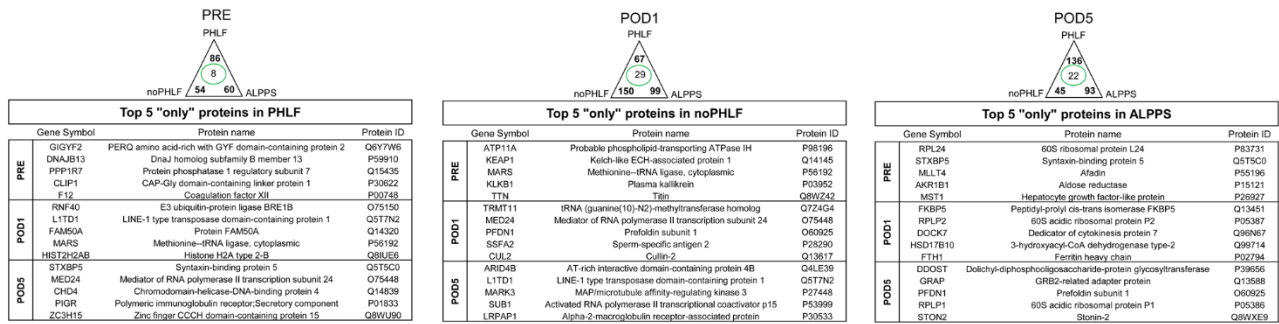 PRE
PHLF
86
8
noPHLF 54 60 ALPPS
Top 5 "only" proteins in PHLF
Gene Symbol Protein name Protein ID
PRE
GIGYF2 PERQ amino acid-rich with GYF domain-containing protein 2 Q6Y7W6
DNAJB13 DnaJ homolog subfamily B member 13 P59910
PPP1R7 Protein phosphatase 1 regulatory subunit 7 Q15435
CLIP1 CAP-Gly domain-containing linker protein 1 P30622
F12 Coagulation factor XII P00748
POD1
RNF40 E3 ubiquitin-protein ligase BRE1B O75150
L1TD1 LINE-1 type transposase domain-containing protein 1 Q5T7N2
FAM50A Protein FAM50A Q14320
MARS Methionine--tRNA ligase, cytoplasmic P56192
HIST2H2AB Histone H2A type 2-B Q8IUE6
POD5
STXBP5 Syntaxin-binding protein 5 Q5T5C0
MED24 Mediator of RNA polymerase II transcription subunit 24 O75448
CHD4 Chromodomain-helicase-DNA-binding protein 4 Q14839
PIGR Polymeric immunoglobulin receptor;Secretory component P01833
ZC3H15 Zinc finger CCCH domain-containing protein 15 Q8WU90
POD1
PHLF
67
29
noPHLF 150 99 ALPPS
Top 5 "only" proteins in noPHLF
Gene Symbol Protein name Protein ID
PRE
ATP11A Probable phospholipid-transporting ATPase IH P98196
KEAP1 Kelch-like ECH-associated protein 1 Q14145
MARS Methionine--tRNA ligase, cytoplasmic P56192
KLKB1 Plasma kallikrein P03952
TTN Titin Q8WZ42
POD1
TRMT11 tRNA (guanine(10)-N2)-methyltransferase homolog Q7Z4G4
MED24 Mediator of RNA polymerase II transcription subunit 24 O75448
PFDN1 Prefoldin subunit 1 O60925
SSFA2 Sperm-specific antigen 2 P28290
CUL2 Cullin-2 Q13617
POD5
ARID4B AT-rich interactive domain-containing protein 4B Q4LE39
L1TD1 LINE-1 type transposase domain-containing protein 1 Q5T7N2
MARK3 MAP/microtubule affinity-regulating kinase 3 P27448
SUB1 Activated RNA polymerase II transcriptional coactivator p15 P53999
LRPAP1 Alpha-2-macroglobulin receptor-associated protein P30533
POD5
PHLF
136
22
noPHLF 45 93 ALPPS
Top 5 "only" proteins in ALPPS
Gene Symbol Protein name Protein ID
PRE
RPL24 60S ribosomal protein L24 P83731
STXBP5 Syntaxin-binding protein 5 Q5T5C0
MLLT4 Afadin P55196
AKR1B1 Aldose reductase P15121
MST1 Hepatocyte growth factor-like protein P26927
POD1
FKBP5 Peptidyl-prolyl cis-trans isomerase FKBP5 Q13451
RPLP2 60S acidic ribosomal protein P2 P05387
DOCK7 Dedicator of cytokinesis protein 7 Q96N67
HSD17B10 3-hydroxyacyl-CoA dehydrogenase type-2 Q99714
FTH1 Ferritin heavy chain P02794
POD5
DDOST Dolichyl-diphosphooligosaccharide-protein glycosyltransferase P39656
GRAP GRB2-related adapter protein Q13588
PFDN1 Prefoldin subunit 1 O60925
RPLP1 60S acidic ribosomal protein P1 P05386
STON2 Stonin-2 Q8WXE9